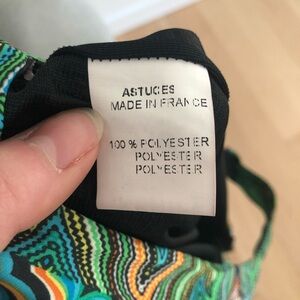 ASTUCES
MADE IN FRANCE
100 % POLYESTER
POLYESTER
POLYESTER